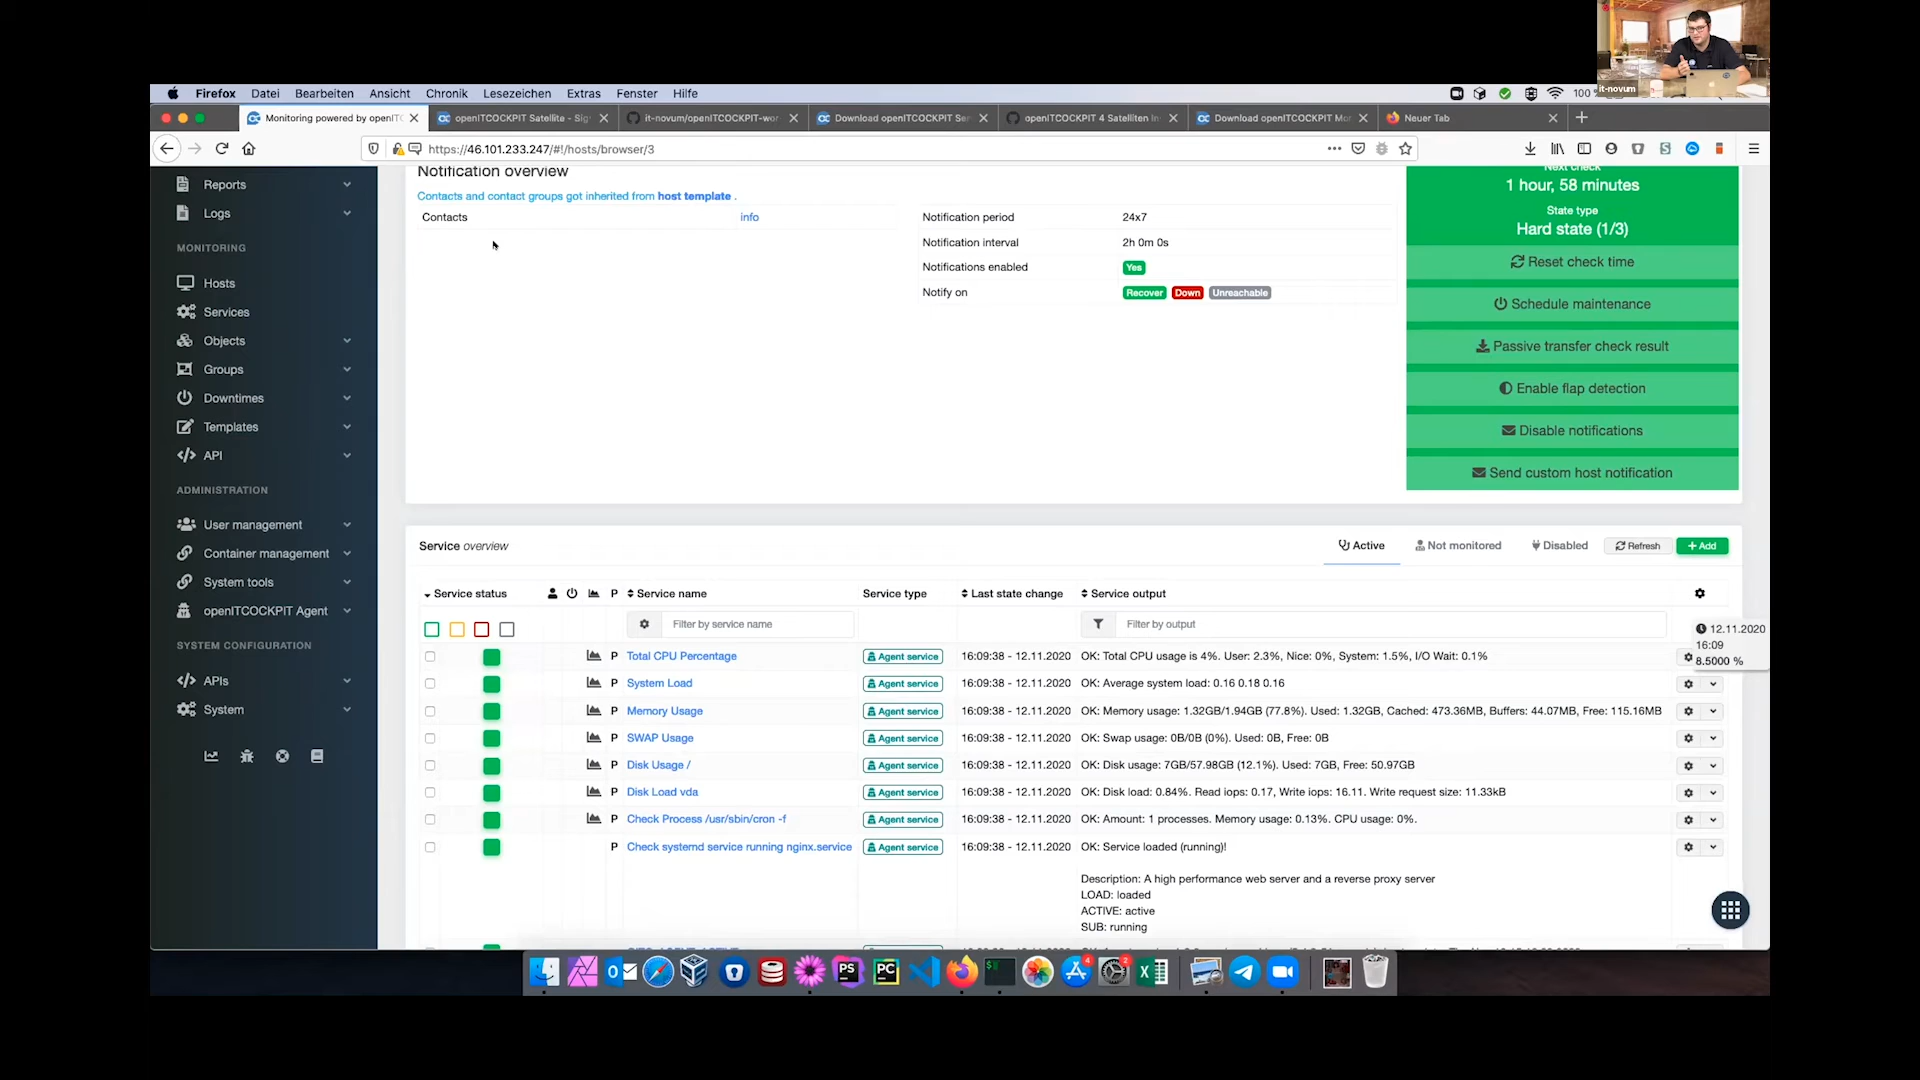 it-novum
Firefox Datei Bearbeiten Ansicht Chronik Lesezeichen Extras Fenster Hilfe 100
Monitoring powered by openITC openITCOCKPIT Satellite - Sig it-novum/openITCOCKPIT-wor Download openITCOCKPIT Ser openITCOCKPIT 4 Satelliten In Download openITCOCKPIT Mo Neuer Tab
https://46.101.233.247/#!/hosts/browser/3
Reports
Logs
MONITORING
Hosts
Services
Objects
Groups
Downtimes
Templates
API
ADMINISTRATION
User management
Container management
System tools
openITCOCKPIT Agent
SYSTEM CONFIGURATION
APIs
System
Notification overview
Contacts and contact groups got inherited from host template .
Contacts info
Notification period 24x7
Notification interval 2h 0m 0s
Notifications enabled Yes
Notify on Recover Down Unreachable
Next check
1 hour, 58 minutes
State type
Hard state (1/3)
Reset check time
Schedule maintenance
Passive transfer check result
Enable flap detection
Disable notifications
Send custom host notification
Service overview Active Not monitored Disabled Refresh + Add
Service status P Service name Service type Last state change Service output
Filter by service name Filter by output
12.11.2020
16:09
8.5000 %
P Total CPU Percentage Agent service 16:09:38 - 12.11.2020 OK: Total CPU usage is 4%. User: 2.3%, Nice: 0%, System: 1.5%, I/O Wait: 0.1%
P System Load Agent service 16:09:38 - 12.11.2020 OK: Average system load: 0.16 0.18 0.16
P Memory Usage Agent service 16:09:38 - 12.11.2020 OK: Memory usage: 1.32GB/1.94GB (77.8%). Used: 1.32GB, Cached: 473.36MB, Buffers: 44.07MB, Free: 115.16MB
P SWAP Usage Agent service 16:09:38 - 12.11.2020 OK: Swap usage: 0B/0B (0%). Used: 0B, Free: 0B
P Disk Usage / Agent service 16:09:38 - 12.11.2020 OK: Disk usage: 7GB/57.98GB (12.1%). Used: 7GB, Free: 50.97GB
P Disk Load vda Agent service 16:09:38 - 12.11.2020 OK: Disk load: 0.84%. Read iops: 0.17, Write iops: 16.11. Write request size: 11.33kB
P Check Process /usr/sbin/cron -f Agent service 16:09:38 - 12.11.2020 OK: Amount: 1 processes. Memory usage: 0.13%. CPU usage: 0%.
P Check systemd service running nginx.service Agent service 16:09:38 - 12.11.2020 OK: Service loaded (running)!
Description: A high performance web server and a reverse proxy server
LOAD: loaded
ACTIVE: active
SUB: running
PS PC 4 2